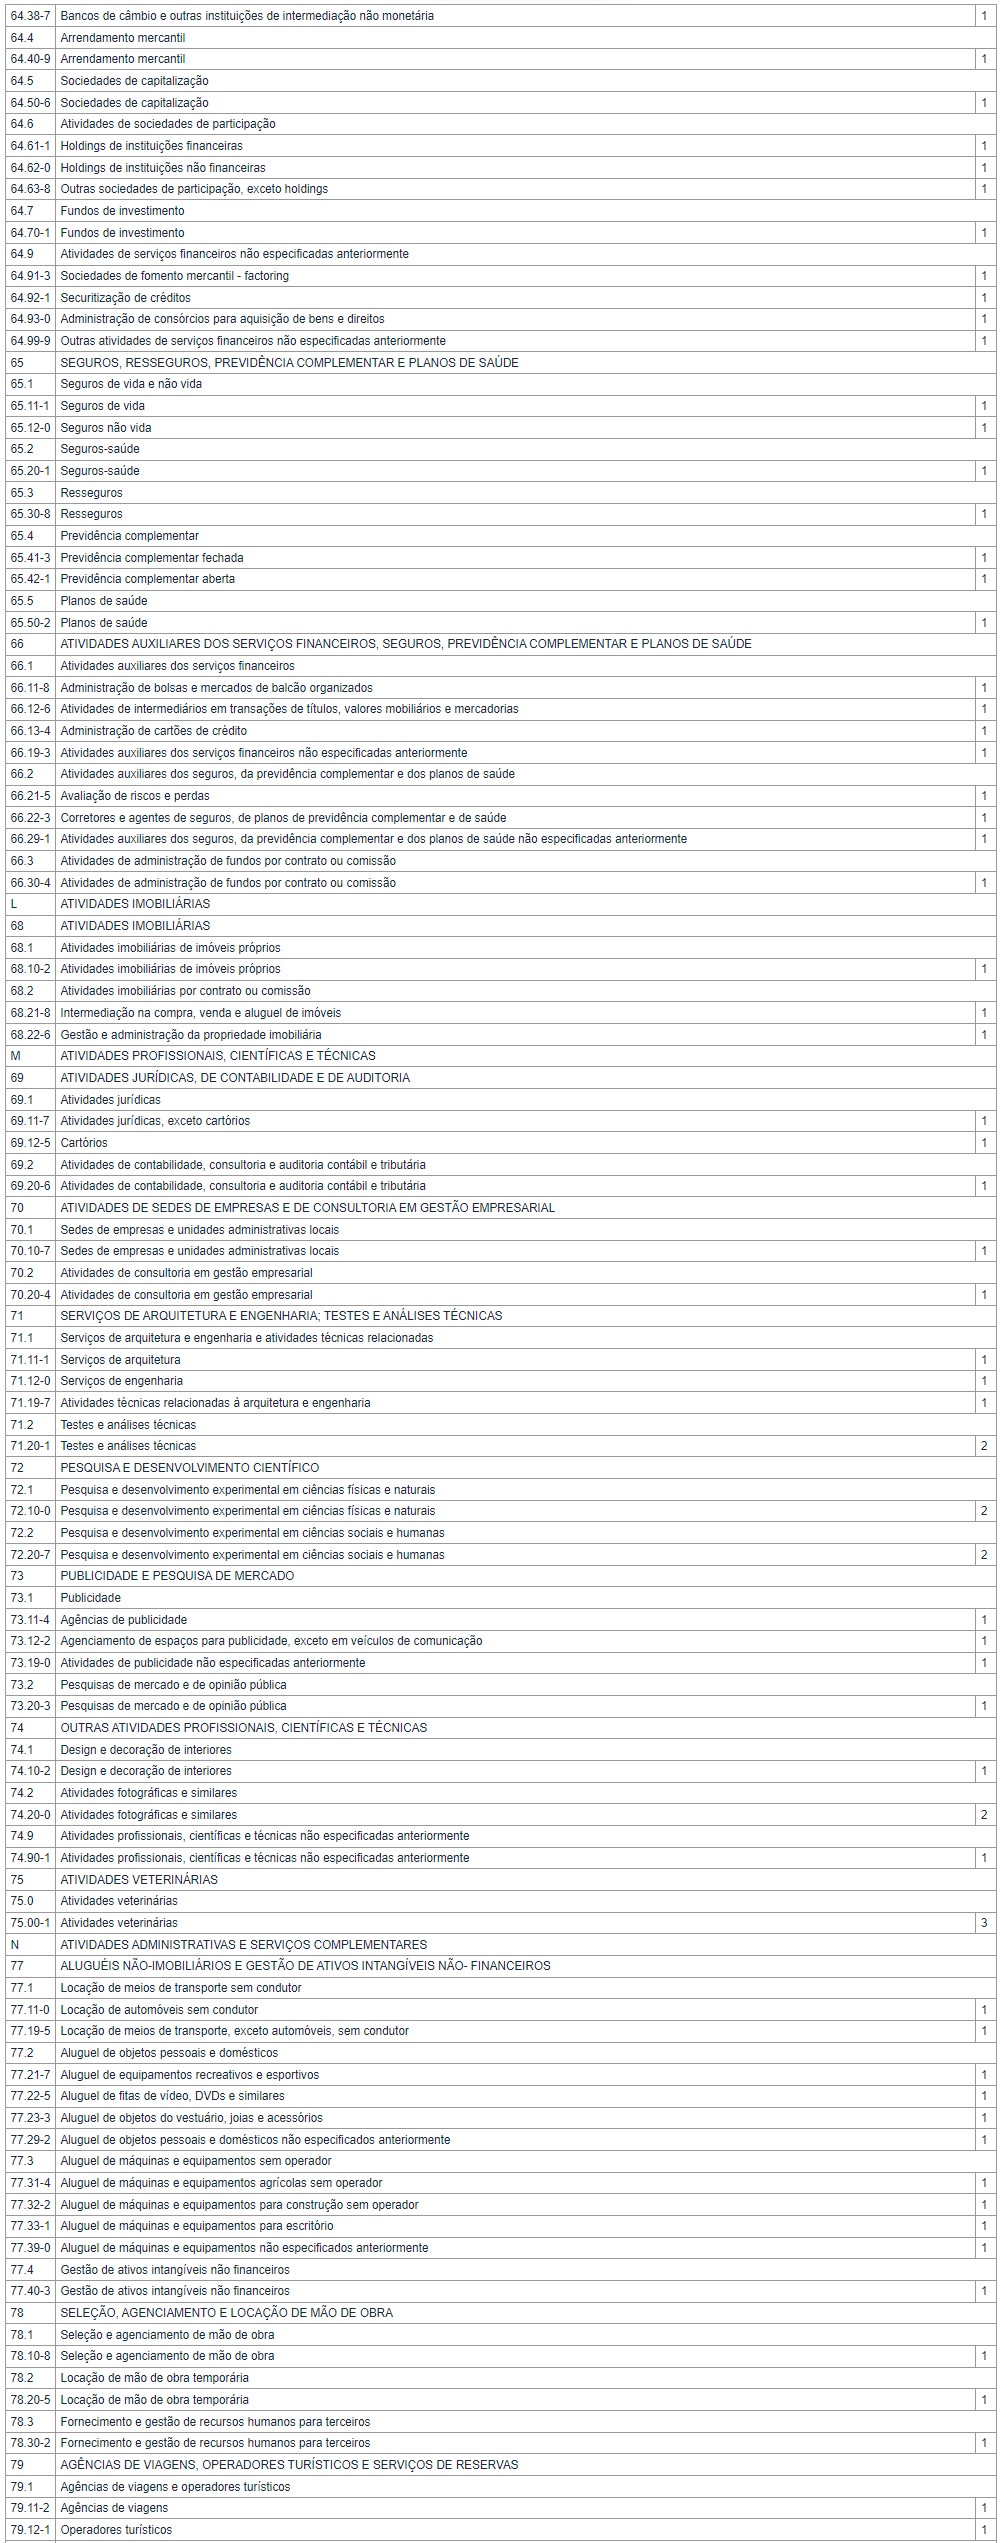 64.38-7 Bancos de câmbio e outras instituições de intermediação não monetária 1
64.4 Arrendamento mercantil
64.40-9 Arrendamento mercantil 1
64.5 Sociedades de capitalização
64.50-6 Sociedades de capitalização 1
64.6 Atividades de sociedades de participação
64.61-1 Holdings de instituições financeiras 1
64.62-0 Holdings de instituições não financeiras 1
64.63-8 Outras sociedades de participação, exceto holdings 1
64.7 Fundos de investimento
64.70-1 Fundos de investimento 1
64.9 Atividades de serviços financeiros não especificadas anteriormente
64.91-3 Sociedades de fomento mercantil - factoring 1
64.92-1 Securitização de créditos 1
64.93-0 Administração de consórcios para aquisição de bens e direitos 1
64.99-9 Outras atividades de serviços financeiros não especificadas anteriormente 1
65 SEGUROS, RESSEGUROS, PREVIDÊNCIA COMPLEMENTAR E PLANOS DE SAÚDE
65.1 Seguros de vida e não vida
65.11-1 Seguros de vida 1
65.12-0 Seguros não vida 1
65.2 Seguros-saúde
65.20-1 Seguros-saúde 1
65.3 Resseguros
65.30-8 Resseguros 1
65.4 Previdência complementar
65.41-3 Previdência complementar fechada 1
65.42-1 Previdência complementar aberta 1
65.5 Planos de saúde
65.50-2 Planos de saúde 1
66 ATIVIDADES AUXILIARES DOS SERVIÇOS FINANCEIROS, SEGUROS, PREVIDÊNCIA COMPLEMENTAR E PLANOS DE SAÚDE
66.1 Atividades auxiliares dos serviços financeiros
66.11-8 Administração de bolsas e mercados de balcão organizados 1
66.12-6 Atividades de intermediários em transações de títulos, valores mobiliários e mercadorias 1
66.13-4 Administração de cartões de crédito 1
66.19-3 Atividades auxiliares dos serviços financeiros não especificadas anteriormente 1
66.2 Atividades auxiliares dos seguros, da previdência complementar e dos planos de saúde
66.21-5 Avaliação de riscos e perdas 1
66.22-3 Corretores e agentes de seguros, de planos de previdência complementar e de saúde 1
66.29-1 Atividades auxiliares dos seguros, da previdência complementar e dos planos de saúde não especificadas anteriormente 1
66.3 Atividades de administração de fundos por contrato ou comissão
66.30-4 Atividades de administração de fundos por contrato ou comissão 1
L ATIVIDADES IMOBILIÁRIAS
68 ATIVIDADES IMOBILIÁRIAS
68.1 Atividades imobiliárias de imóveis próprios
68.10-2 Atividades imobiliárias de imóveis próprios 1
68.2 Atividades imobiliárias por contrato ou comissão
68.21-8 Intermediação na compra, venda e aluguel de imóveis 1
68.22-6 Gestão e administração da propriedade imobiliária 1
M ATIVIDADES PROFISSIONAIS, CIENTÍFICAS E TÉCNICAS
69 ATIVIDADES JURÍDICAS, DE CONTABILIDADE E DE AUDITORIA
69.1 Atividades jurídicas
69.11-7 Atividades jurídicas, exceto cartórios 1
69.12-5 Cartórios 1
69.2 Atividades de contabilidade, consultoria e auditoria contábil e tributária
69.20-6 Atividades de contabilidade, consultoria e auditoria contábil e tributária 1
70 ATIVIDADES DE SEDES DE EMPRESAS E DE CONSULTORIA EM GESTÃO EMPRESARIAL
70.1 Sedes de empresas e unidades administrativas locais
70.10-7 Sedes de empresas e unidades administrativas locais 1
70.2 Atividades de consultoria em gestão empresarial
70.20-4 Atividades de consultoria em gestão empresarial 1
71 SERVIÇOS DE ARQUITETURA E ENGENHARIA; TESTES E ANÁLISES TÉCNICAS
71.1 Serviços de arquitetura e engenharia e atividades técnicas relacionadas
71.11-1 Serviços de arquitetura 1
71.12-0 Serviços de engenharia 1
71.19-7 Atividades técnicas relacionadas à arquitetura e engenharia 1
71.2 Testes e análises técnicas
71.20-1 Testes e análises técnicas 2
72 PESQUISA E DESENVOLVIMENTO CIENTÍFICO
72.1 Pesquisa e desenvolvimento experimental em ciências físicas e naturais
72.10-0 Pesquisa e desenvolvimento experimental em ciências físicas e naturais 2
72.2 Pesquisa e desenvolvimento experimental em ciências sociais e humanas
72.20-7 Pesquisa e desenvolvimento experimental em ciências sociais e humanas 2
73 PUBLICIDADE E PESQUISA DE MERCADO
73.1 Publicidade
73.11-4 Agências de publicidade 1
73.12-2 Agenciamento de espaços para publicidade, exceto em veículos de comunicação 1
73.19-0 Atividades de publicidade não especificadas anteriormente 1
73.2 Pesquisas de mercado e de opinião pública
73.20-3 Pesquisas de mercado e de opinião pública 1
74 OUTRAS ATIVIDADES PROFISSIONAIS, CIENTÍFICAS E TÉCNICAS
74.1 Design e decoração de interiores
74.10-2 Design e decoração de interiores 1
74.2 Atividades fotográficas e similares
74.20-0 Atividades fotográficas e similares 2
74.9 Atividades profissionais, científicas e técnicas não especificadas anteriormente
74.90-1 Atividades profissionais, científicas e técnicas não especificadas anteriormente 1
75 ATIVIDADES VETERINÁRIAS
75.0 Atividades veterinárias
75.00-1 Atividades veterinárias 3
N ATIVIDADES ADMINISTRATIVAS E SERVIÇOS COMPLEMENTARES
77 ALUGUÉIS NÃO-IMOBILIÁRIOS E GESTÃO DE ATIVOS INTANGÍVEIS NÃO- FINANCEIROS
77.1 Locação de meios de transporte sem condutor
77.11-0 Locação de automóveis sem condutor 1
77.19-5 Locação de meios de transporte, exceto automóveis, sem condutor 1
77.2 Aluguel de objetos pessoais e domésticos
77.21-7 Aluguel de equipamentos recreativos e esportivos 1
77.22-5 Aluguel de fitas de vídeo, DVDs e similares 1
77.23-3 Aluguel de objetos do vestuário, joias e acessórios 1
77.29-2 Aluguel de objetos pessoais e domésticos não especificados anteriormente 1
77.3 Aluguel de máquinas e equipamentos sem operador
77.31-4 Aluguel de máquinas e equipamentos agrícolas sem operador 1
77.32-2 Aluguel de máquinas e equipamentos para construção sem operador 1
77.33-1 Aluguel de máquinas e equipamentos para escritório 1
77.39-0 Aluguel de máquinas e equipamentos não especificados anteriormente 1
77.4 Gestão de ativos intangíveis não financeiros
77.40-3 Gestão de ativos intangíveis não financeiros 1
78 SELEÇÃO, AGENCIAMENTO E LOCAÇÃO DE MÃO DE OBRA
78.1 Seleção e agenciamento de mão de obra
78.10-8 Seleção e agenciamento de mão de obra 1
78.2 Locação de mão de obra temporária
78.20-5 Locação de mão de obra temporária 1
78.3 Fornecimento e gestão de recursos humanos para terceiros
78.30-2 Fornecimento e gestão de recursos humanos para terceiros 1
79 AGÊNCIAS DE VIAGENS, OPERADORES TURÍSTICOS E SERVIÇOS DE RESERVAS
79.1 Agências de viagens e operadores turísticos
79.11-2 Agências de viagens 1
79.12-1 Operadores turísticos 1